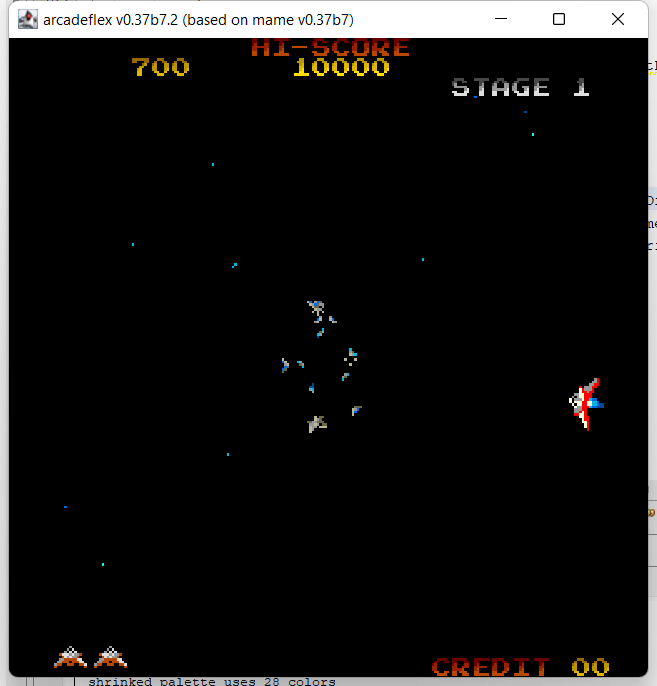 arcadeflex v0.37b7.2 (based on mame v0.37b7)
HI-SCORE
700 10000
STAGE 1
CREDIT 00
shrinked palette uses 28 colors